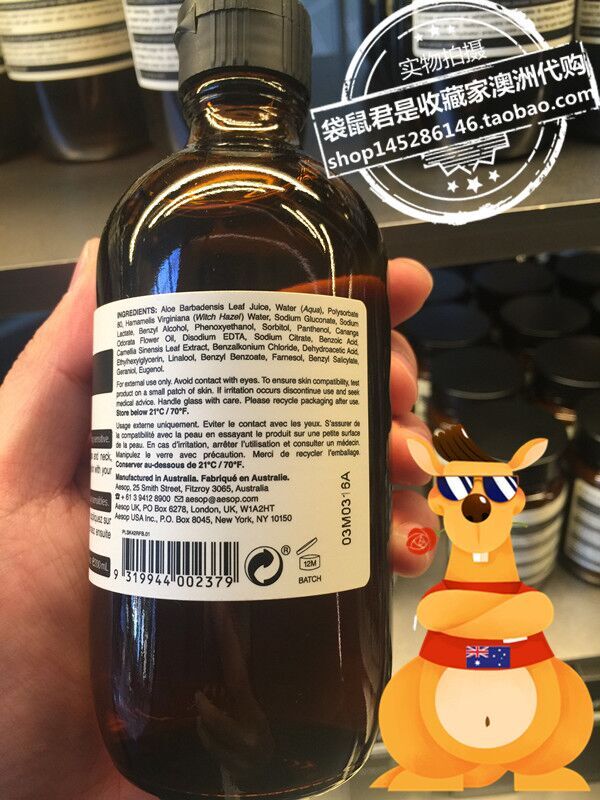 实物拍摄
袋鼠君是收藏家澳洲代购
shop145286146.taobao.com
INGREDIENTS: Aloe Barbadensis Leaf Juice, Water (Aqua), Polysorbate
80, Hamamelis Virginiana (Witch Hazel) Water, Sodium Gluconate, Sodium
Lactate, Benzyl Alcohol, Phenoxyethanol, Sorbitol, Panthenol, Cananga
Odorata Flower Oil, Disodium EDTA, Sodium Citrate, Benzoic Acid,
Camellia Sinensis Leaf Extract, Benzalkonium Chloride, Dehydroacetic Acid,
Ethylhexylglycerin, Linalool, Benzyl Benzoate, Farnesol, Benzyl Salicylate,
Geraniol, Eugenol.
For external use only. Avoid contact with eyes. To ensure skin compatibility, test
product on a small patch of skin. If irritation occurs discontinue use and seek
medical advice. Handle glass with care. Please recycle packaging after use.
Store below 21°C / 70°F.
Usage externe uniquement. Eviter le contact avec les yeux. S'assurer de
la compatibilité avec la peau en essayant le produit sur une petite surface
de la peau. En cas d'irritation, arrêter l'utilisation et consulter un médecin.
Manipulez le verre avec précaution. Merci de recycler l'emballage.
Conserver au-dessous de 21°C / 70°F.
Manufactured in Australia. Fabriqué en Australie.
Aesop, 25 Smith Street, Fitzroy 3065, Australia
☎ +61 3 9412 8900 ✉ aesop@aesop.com
Aesop UK, PO Box 6278, London, UK, W1A2HT
Aesop USA Inc., P.O. Box 8045, New York, NY 10150
9 319944 002379
®
12M
BATCH
03M0316A
sensitive.
and neck,
with your
sensibles.
ensuite